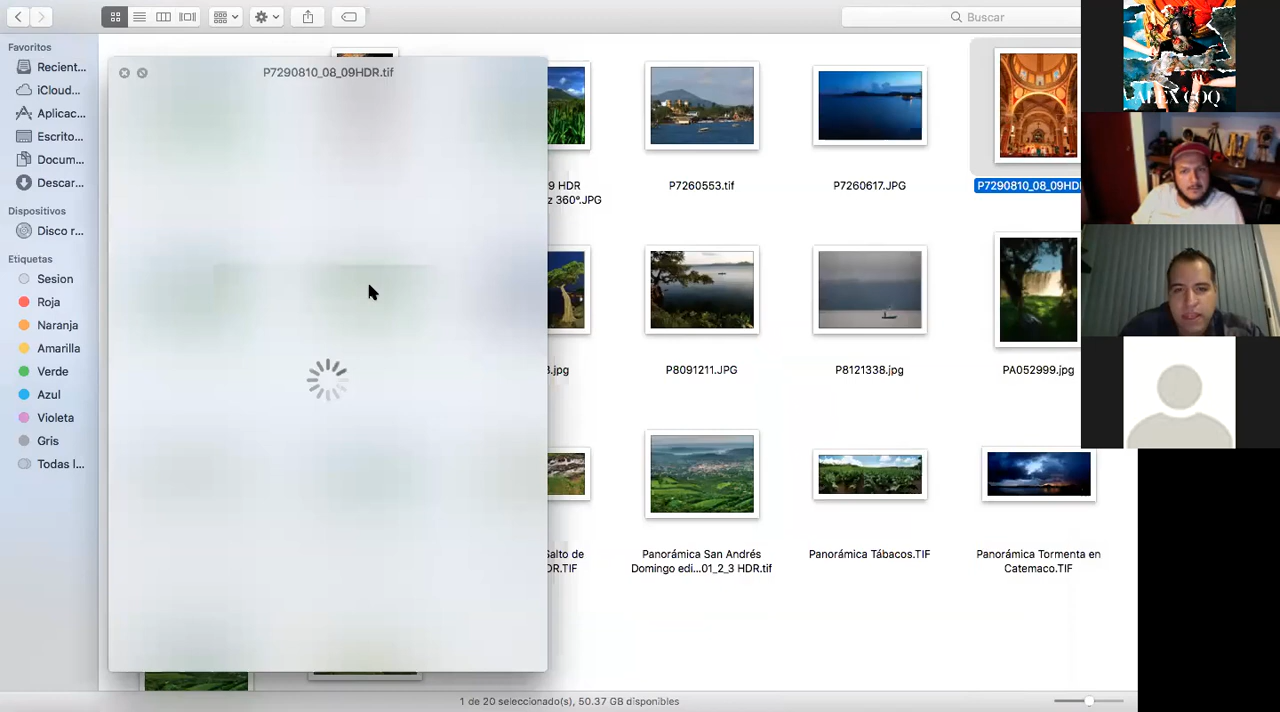 Buscar
Favoritos
Recient...
iCloud...
Aplicac...
Escrito...
Docum...
Descar...
Dispositivos
Disco r...
Etiquetas
Sesion
Roja
Naranja
Amarilla
Verde
Azul
Violeta
Gris
Todas l...
P7290810_08_09HDR.tif
9 HDR
z 360°.JPG
P7260553.tif
P7260617.JPG
P7290810_08_09HD
3.jpg
P8091211.JPG
P8121338.jpg
PA052999.jpg
Salto de
DR.TIF
Panorámica San Andrés
Domingo edi...01_2_3 HDR.tif
Panorámica Tábacos.TIF
Panorámica Tormenta en
Catemaco.TIF
1 de 20 seleccionado(s), 50.37 GB disponibles